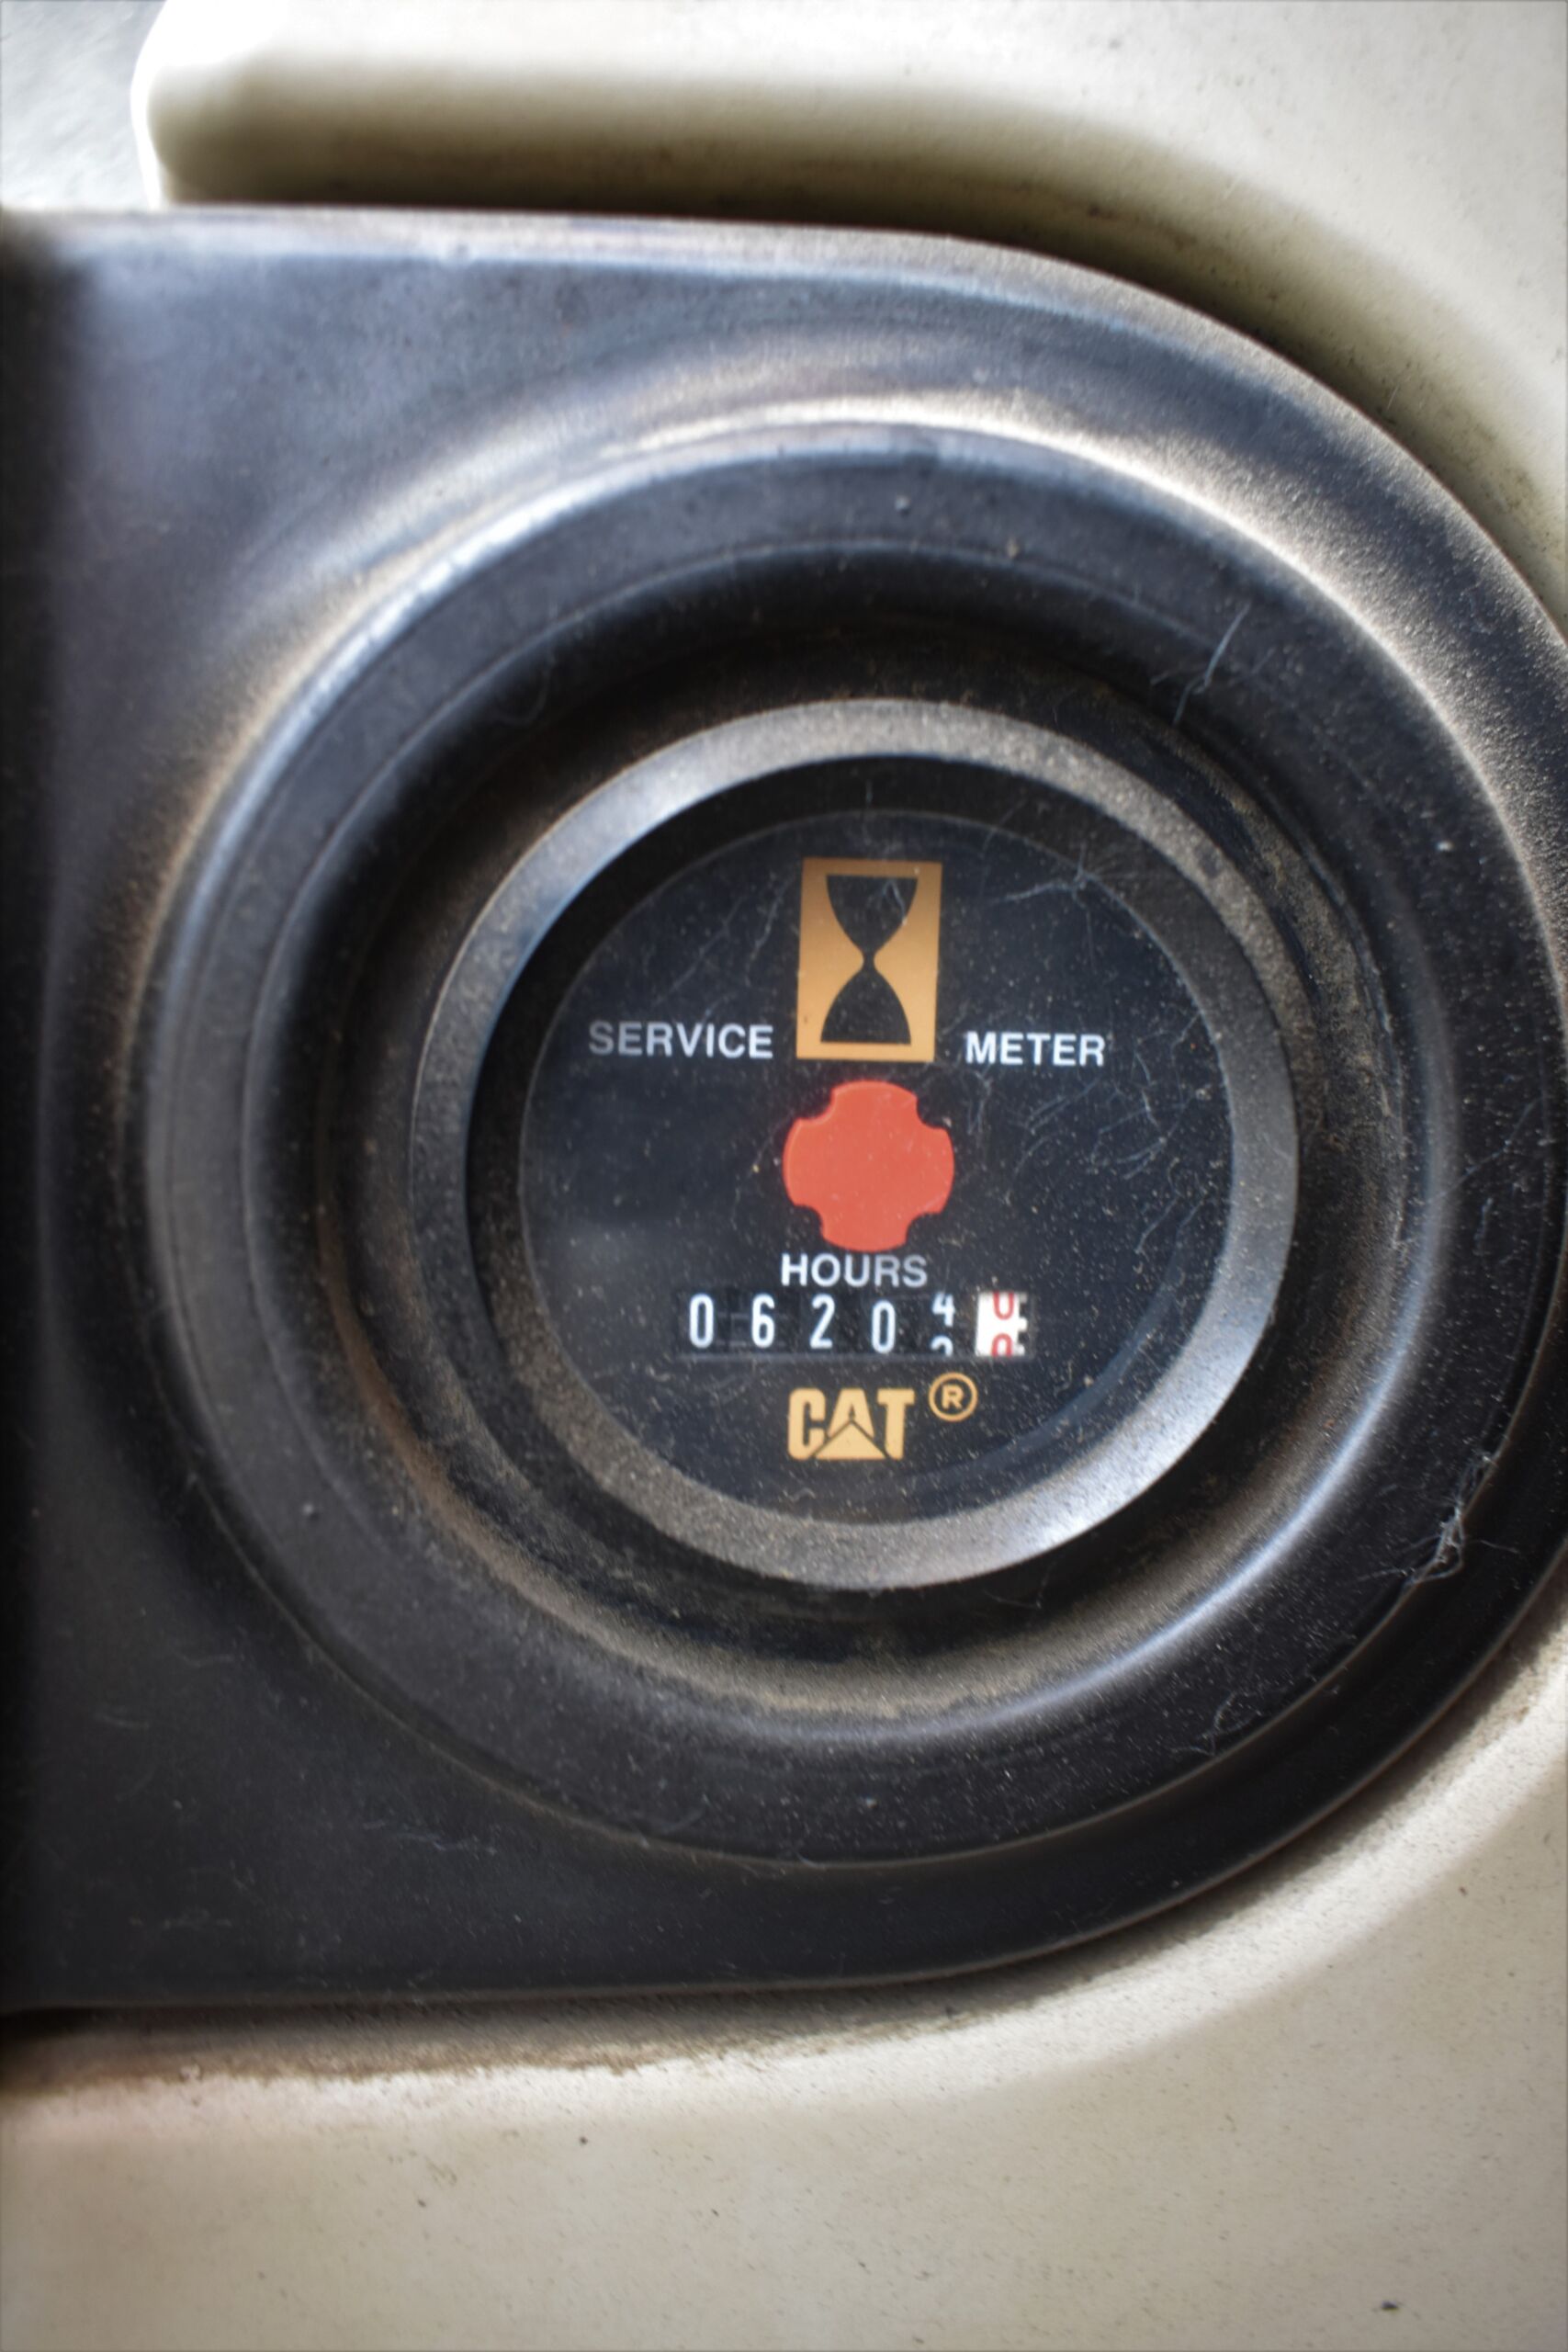 SERVICE METER
HOURS
0620
CAT ®